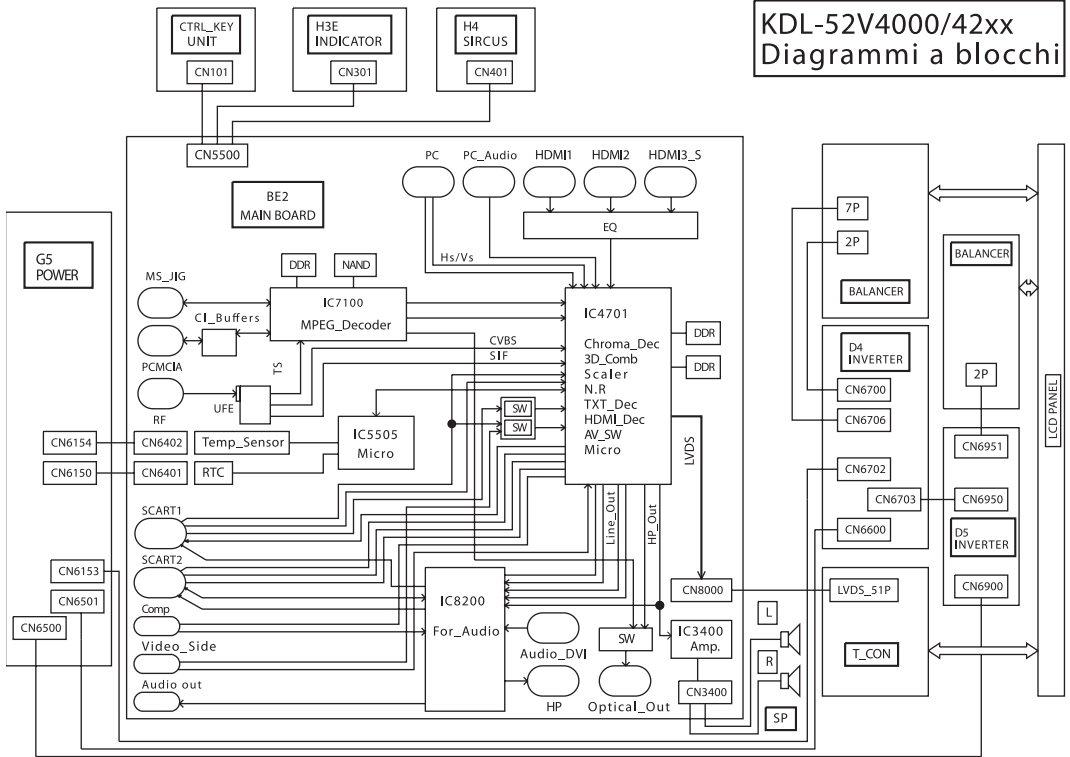 CTRL_KEY
UNIT
CN101
H3E
INDICATOR
CN301
H4
SIRCUS
CN401
KDL-52V4000/42xx
Diagrammi a blocchi
CN5500
BE2
MAIN BOARD
PC
PC_Audio
HDMI1
HDMI2
HDMI3_S
EQ
Hs/Vs
G5
POWER
MS_JIG
CI_Buffers
PCMCIA
RF
UFE
TS
DDR
NAND
IC7100
MPEG_Decoder
CVBS
SIF
IC4701
Chroma_Dec
3D_Comb
Scaler
N.R
TXT_Dec
HDMI_Dec
AV_SW
Micro
DDR
DDR
SW
SW
LVDS
CN6154
CN6402
Temp_Sensor
CN6150
CN6401
RTC
IC5505
Micro
SCART1
SCART2
Comp
Video_Side
Audio out
CN6153
CN6501
CN6500
Line_Out
HP_Out
IC8200
For_Audio
Audio_DVI
HP
SW
Optical_Out
CN8000
IC3400
Amp.
CN3400
L
R
SP
7P
2P
BALANCER
D4
INVERTER
CN6700
CN6706
CN6702
CN6703
CN6600
LVDS_51P
T_CON
BALANCER
2P
CN6951
CN6950
D5
INVERTER
CN6900
LCD PANEL